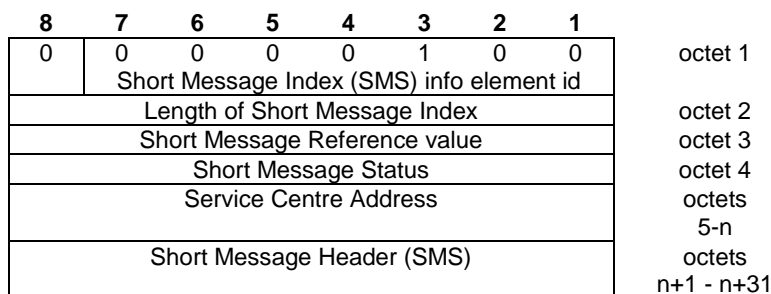 8 7 6 5 4 3 2 1
0 0 0 0 0 1 0 0 octet 1
Short Message Index (SMS) info element id
Length of Short Message Index octet 2
Short Message Reference value octet 3
Short Message Status octet 4
Service Centre Address octets
5-n
Short Message Header (SMS) octets
n+1 - n+31